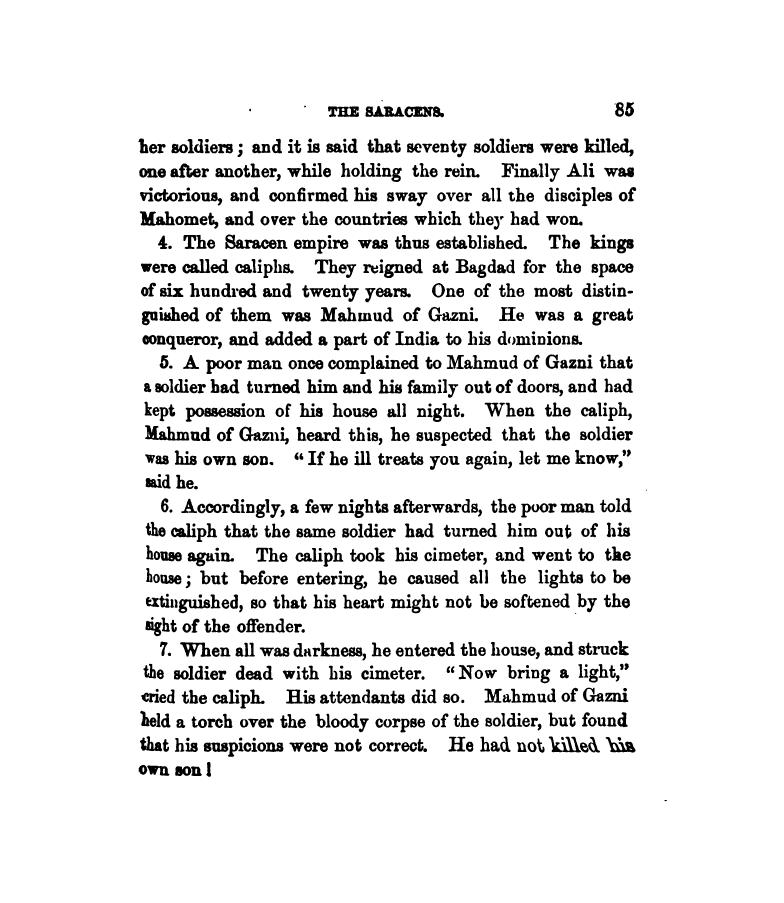 THE SARACENS. 85
her soldiers; and it is said that seventy soldiers were killed,
one after another, while holding the rein. Finally Ali was
victorious, and confirmed his sway over all the disciples of
Mahomet, and over the countries which they had won.
4. The Saracen empire was thus established. The kings
were called caliphs. They reigned at Bagdad for the space
of six hundred and twenty years. One of the most distin-
guished of them was Mahmud of Gazni. He was a great
conqueror, and added a part of India to his dominions.
5. A poor man once complained to Mahmud of Gazni that
a soldier had turned him and his family out of doors, and had
kept possession of his house all night. When the caliph,
Mahmud of Gazni, heard this, he suspected that the soldier
was his own son. “If he ill treats you again, let me know,”
said he.
6. Accordingly, a few nights afterwards, the poor man told
the caliph that the same soldier had turned him out of his
house again. The caliph took his cimeter, and went to the
house; but before entering, he caused all the lights to be
extinguished, so that his heart might not be softened by the
sight of the offender.
7. When all was darkness, he entered the house, and struck
the soldier dead with his cimeter. “Now bring a light,”
cried the caliph. His attendants did so. Mahmud of Gazni
held a torch over the bloody corpse of the soldier, but found
that his suspicions were not correct. He had not killed his
own son!